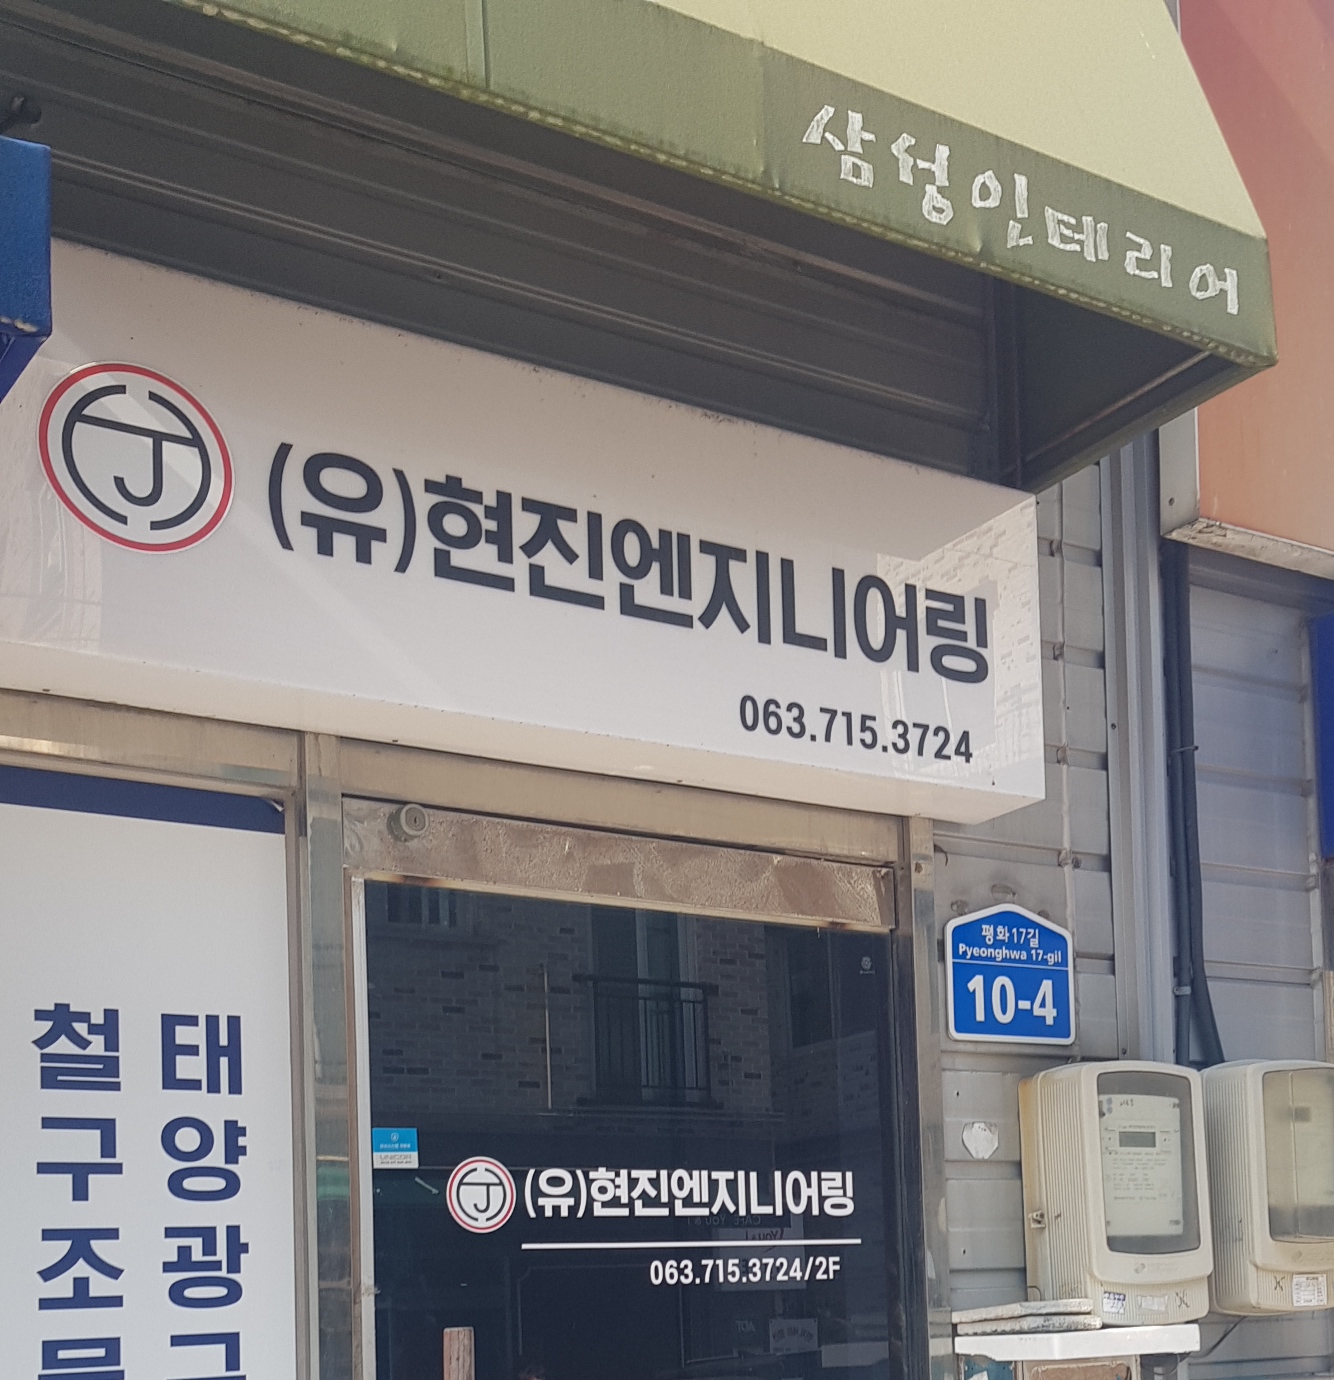 삼성인테리어
(유)현진엔지니어링
063.715.3724
평화17길
Pyeonghwa 17-gil
10-4
철구조
태양광
UNICOR
(유)현진엔지니어링
063.715.3724/2F